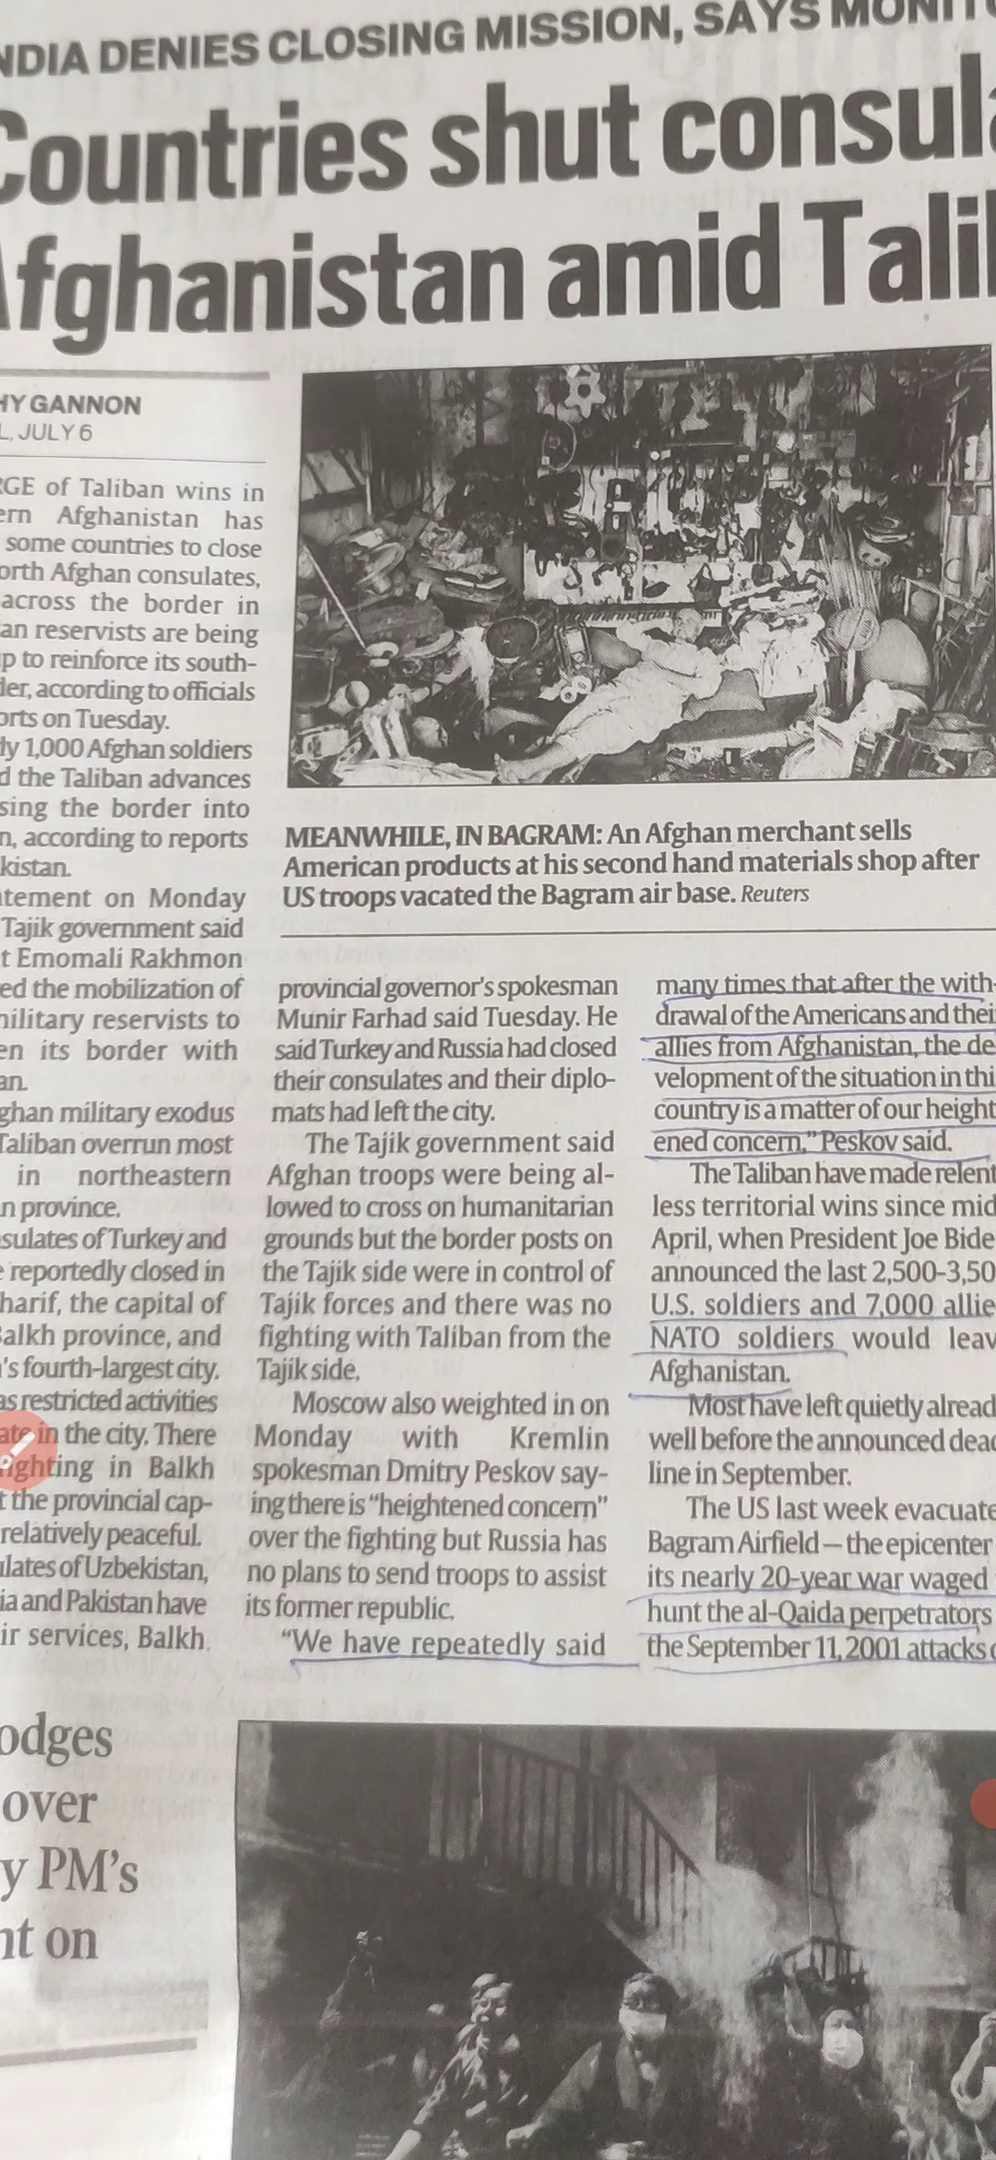 NDIA DENIES CLOSING MISSION, SAYS MONIT
Countries shut consula
Afghanistan amid Talib
HY GANNON
L, JULY 6
RGE of Taliban wins in
ern Afghanistan has
some countries to close
orth Afghan consulates,
across the border in
an reservists are being
p to reinforce its south-
der, according to officials
orts on Tuesday.
ly 1,000 Afghan soldiers
d the Taliban advances
sing the border into
n, according to reports
kistan.
atement on Monday
Tajik government said
t Emomali Rakhmon
ed the mobilization of
military reservists to
en its border with
an.
ghan military exodus
Taliban overrun most
in northeastern
n province.
sulates of Turkey and
e reportedly closed in
harif, the capital of
Balkh province, and
's fourth-largest city.
as restricted activities
ate in the city. There
fighting in Balkh
t the provincial cap-
relatively peaceful.
ulates of Uzbekistan,
ia and Pakistan have
ir services, Balkh
MEANWHILE, IN BAGRAM: An Afghan merchant sells
American products at his second hand materials shop after
US troops vacated the Bagram air base. Reuters
provincial governor's spokesman
Munir Farhad said Tuesday. He
said Turkey and Russia had closed
their consulates and their diplo-
mats had left the city.
The Tajik government said
Afghan troops were being al-
lowed to cross on humanitarian
grounds but the border posts on
the Tajik side were in control of
Tajik forces and there was no
fighting with Taliban from the
Tajik side.
Moscow also weighted in on
Monday with Kremlin
spokesman Dmitry Peskov say-
ing there is “heightened concern”
over the fighting but Russia has
no plans to send troops to assist
its former republic.
“We have repeatedly said
many times that after the with-
drawal of the Americans and thei
allies from Afghanistan, the de-
velopment of the situation in thi
country is a matter of our height
ened concern,” Peskov said.
The Taliban have made relent
less territorial wins since mid
April, when President Joe Bide
announced the last 2,500-3,50
U.S. soldiers and 7,000 allie
NATO soldiers would leav
Afghanistan.
Most have left quietly alread
well before the announced dead
line in September.
The US last week evacuate
Bagram Airfield — the epicenter
its nearly 20-year war waged
hunt the al-Qaida perpetrators
the September 11, 2001 attacks o
odges
over
y PM’s
nt on